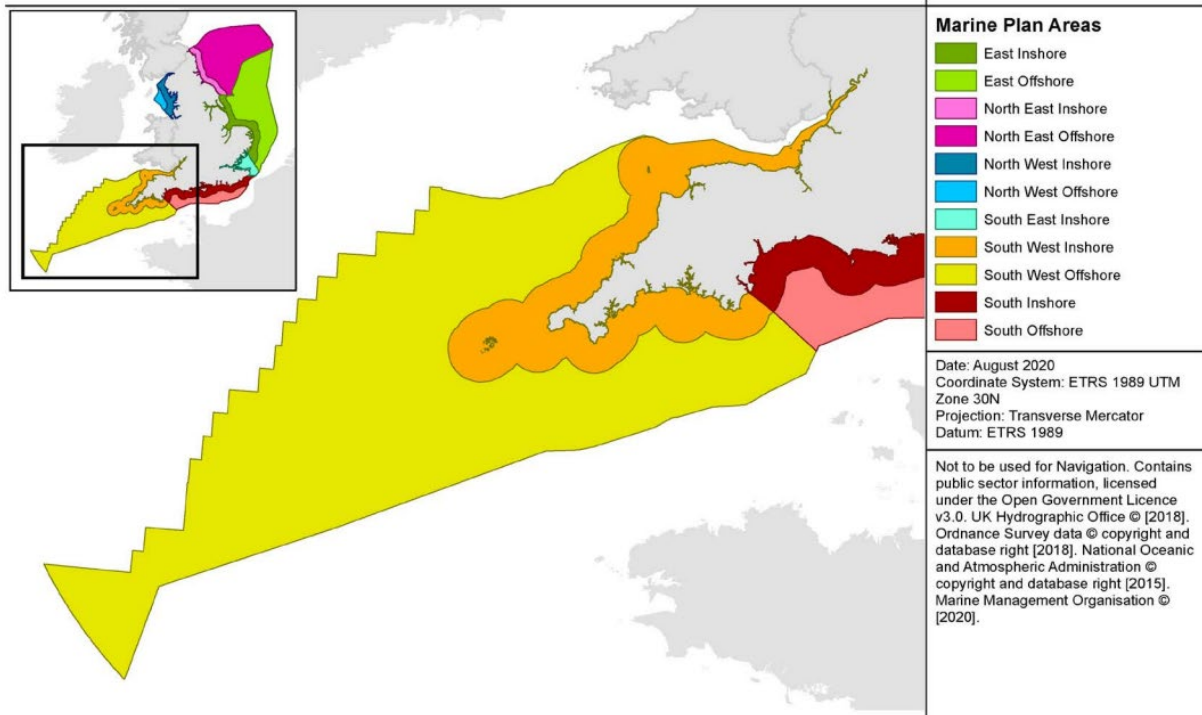 Marine Plan Areas
East Inshore
East Offshore
North East Inshore
North East Offshore
North West Inshore
North West Offshore
South East Inshore
South West Inshore
South West Offshore
South Inshore
South Offshore
Date: August 2020
Coordinate System: ETRS 1989 UTM
Zone 30N
Projection: Transverse Mercator
Datum: ETRS 1989
Not to be used for Navigation. Contains
public sector information, licensed
under the Open Government Licence
v3.0. UK Hydrographic Office © [2018].
Ordnance Survey data © copyright and
database right [2018]. National Oceanic
and Atmospheric Administration ©
copyright and database right [2015].
Marine Management Organisation ©
[2020].